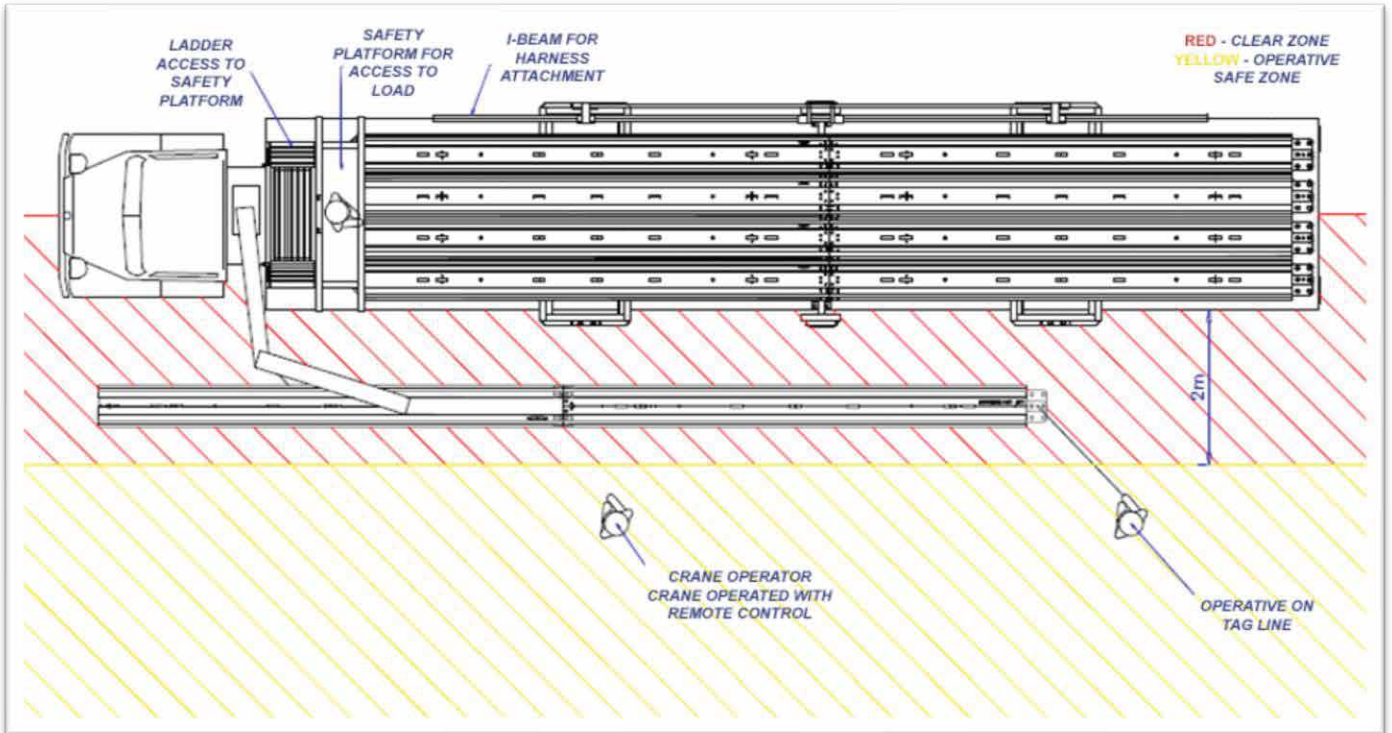 LADDER
ACCESS TO
SAFETY
PLATFORM
SAFETY
PLATFORM FOR
ACCESS TO
LOAD
I-BEAM FOR
HARNESS
ATTACHMENT
RED - CLEAR ZONE
YELLOW - OPERATIVE
SAFE ZONE
2m
CRANE OPERATOR
CRANE OPERATED WITH
REMOTE CONTROL
OPERATIVE ON
TAG LINE